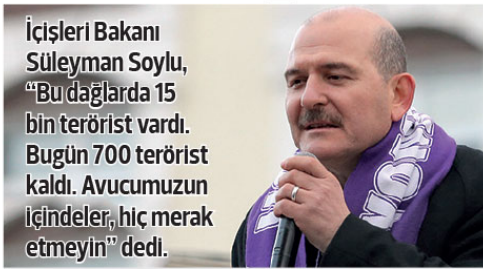 İçişleri Bakanı
Süleyman Soylu,
“Bu dağlarda 15
bin terörist vardı.
Bugün 700 terörist
kaldı. Avucumuzun
içindeler, hiç merak
etmeyin” dedi.